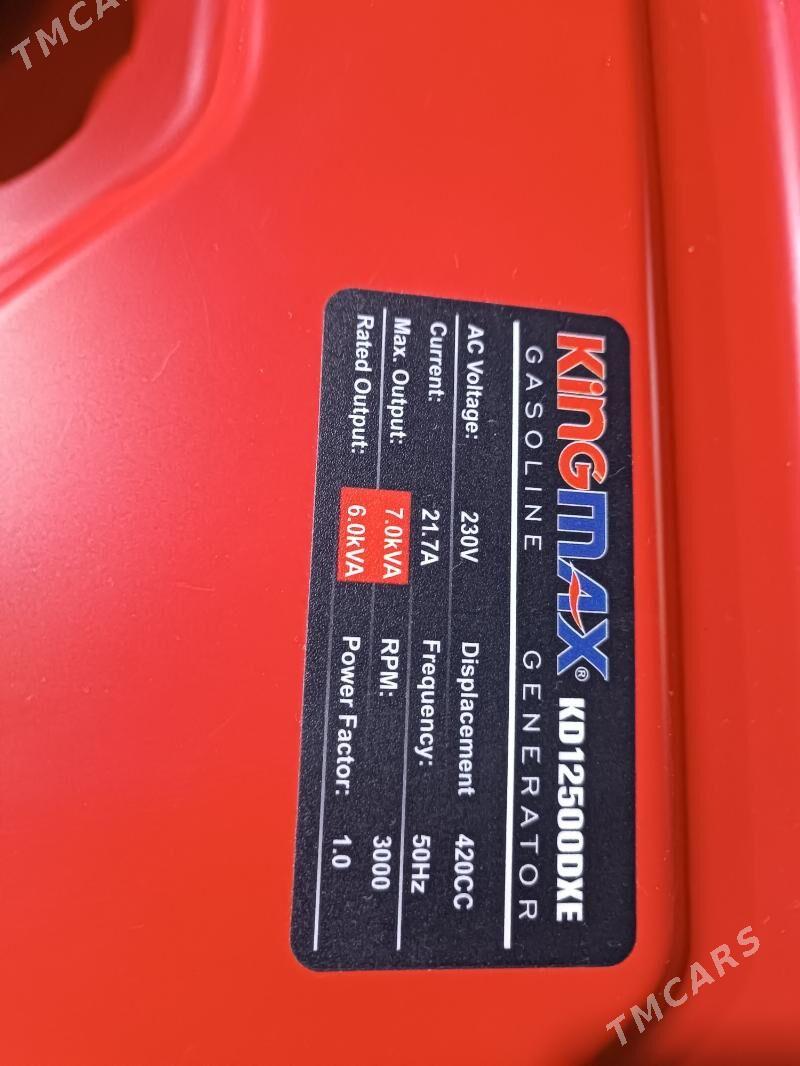 TMCARS
KINGMAX® KD12500DXE
GASOLINE GENERATOR
AC Voltage: 230V Displacement 420CC
Current: 21.7A Frequency: 50Hz
Max. Output: 7.0kVA RPM: 3000
Rated Output: 6.0kVA Power Factor: 1.0
TMCARS